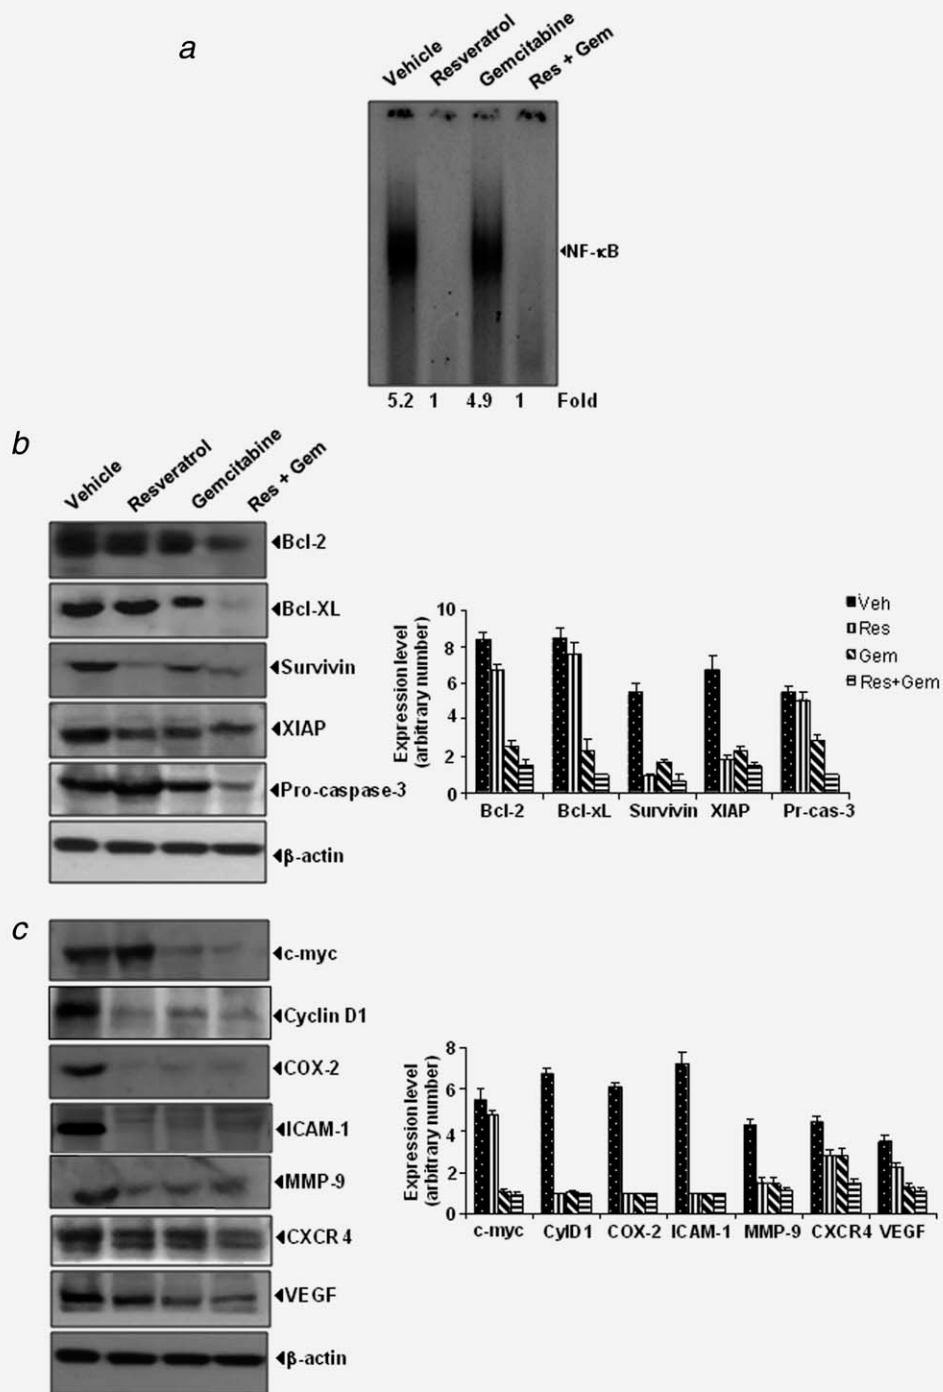 a
Vehicle
Resveratrol
Gemcitabine
Res + Gem
NF-κB
5.2 1 4.9 1 Fold
b
Vehicle
Resveratrol
Gemcitabine
Res + Gem
Bcl-2
Bcl-XL
Survivin
XIAP
Pro-caspase-3
β-actin
Expression level
(arbitrary number)
10
8
6
4
2
0
Bcl-2 Bcl-xL Survivin XIAP Pr-cas-3
Veh
Res
Gem
Res+Gem
c
c-myc
Cyclin D1
COX-2
ICAM-1
MMP-9
CXCR4
VEGF
β-actin
Expression level
(arbitrary number)
8
6
4
2
0
c-myc CylD1 COX-2 ICAM-1 MMP-9 CXCR4 VEGF